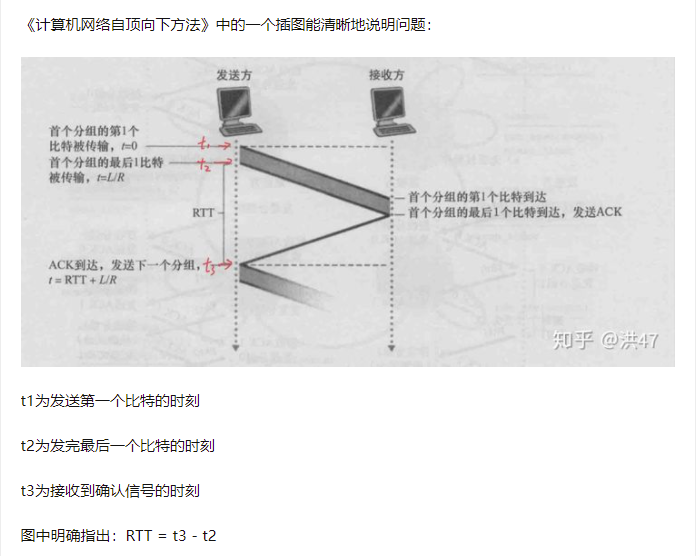 《计算机网络自顶向下方法》中的一个插图能清晰地说明问题：
发送方
接收方
首个分组的第1个
比特被传输，t=0
t1
首个分组的最后1比特
被传输，t=L/R
t2
首个分组的第1个比特到达
首个分组的最后1个比特到达，发送ACK
RTT
ACK到达，发送下一个分组，
t = RTT + L/R
t3
知乎 @洪47
t1为发送第一个比特的时刻
t2为发完最后一个比特的时刻
t3为接收到确认信号的时刻
图中明确指出：RTT = t3 - t2